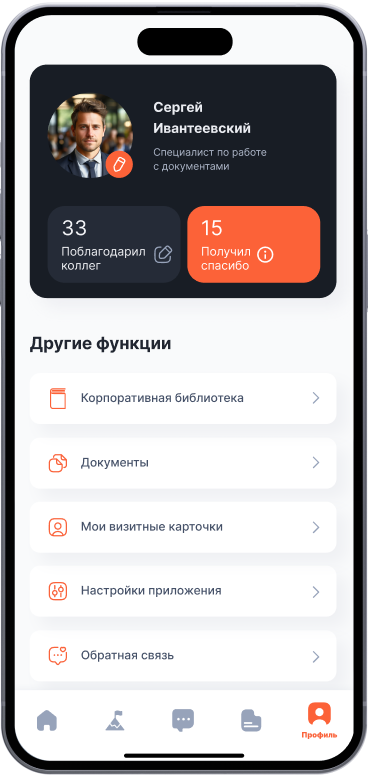 Сергей
Ивантеевский
Специалист по работе
с документами
33
Поблагодарил
коллег
15
Получил
спасибо
Другие функции
Корпоративная библиотека
Документы
Мои визитные карточки
Настройки приложения
Обратная связь
Профиль